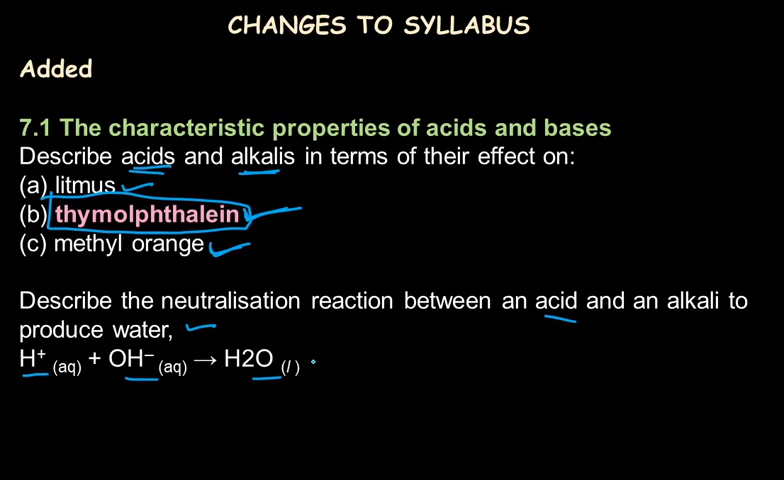 CHANGES TO SYLLABUS
Added
7.1 The characteristic properties of acids and bases
Describe acids and alkalis in terms of their effect on:
(a) litmus
(b) thymolphthalein
(c) methyl orange
Describe the neutralisation reaction between an acid and an alkali to
produce water,
H⁺ (aq) + OH⁻ (aq) → H2O (l)